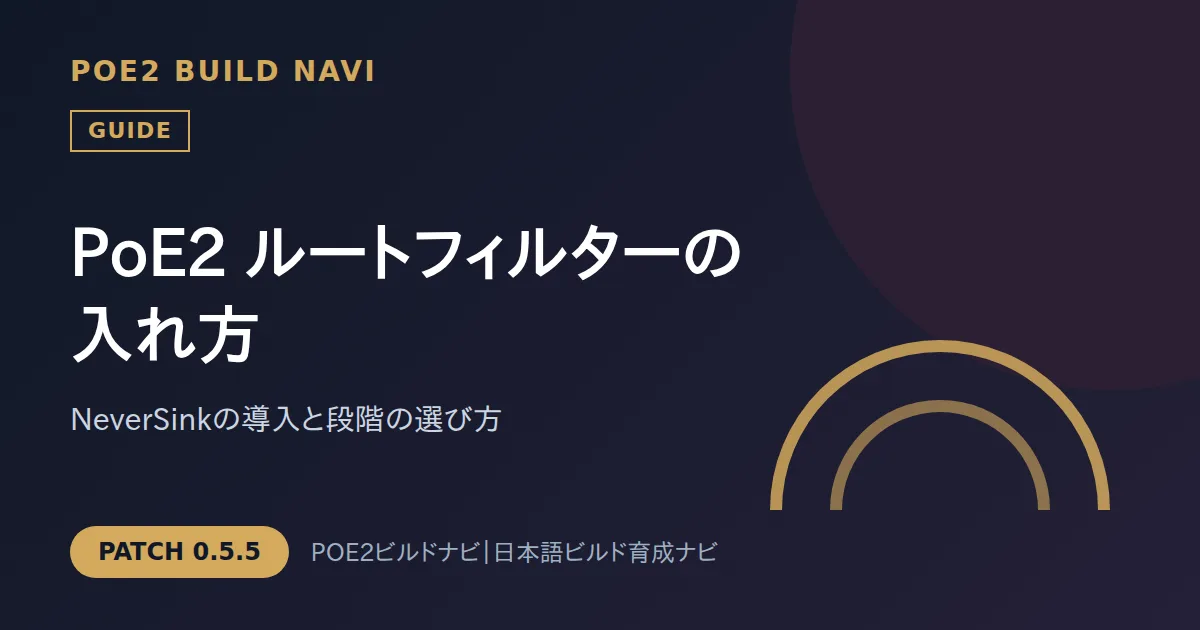 POE2 BUILD NAVI
GUIDE
PoE2 ルートフィルターの
入れ方
NeverSinkの導入と段階の選び方
PATCH 0.5.5
POE2ビルドナビ|日本語ビルド育成ナビ